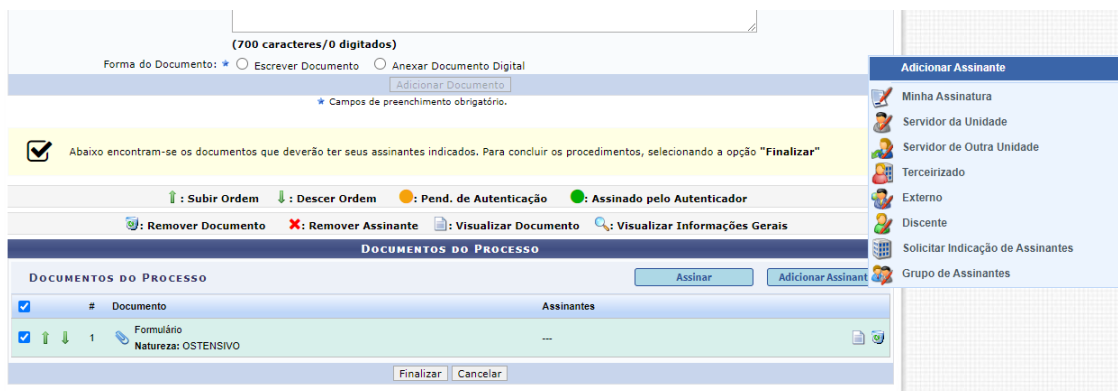 (700 caracteres/0 digitados)
Forma do Documento: ★ Escrever Documento Anexar Documento Digital
Adicionar Documento
★ Campos de preenchimento obrigatório.
Abaixo encontram-se os documentos que deverão ter seus assinantes indicados. Para concluir os procedimentos, selecionando a opção "Finalizar"
: Subir Ordem : Descer Ordem : Pend. de Autenticação : Assinado pelo Autenticador
: Remover Documento : Remover Assinante : Visualizar Documento : Visualizar Informações Gerais
DOCUMENTOS DO PROCESSO
DOCUMENTOS DO PROCESSO Assinar Adicionar Assinant
# Documento Assinantes
1 Formulário
Natureza: OSTENSIVO ---
Finalizar Cancelar
Adicionar Assinante
Minha Assinatura
Servidor da Unidade
Servidor de Outra Unidade
Terceirizado
Externo
Discente
Solicitar Indicação de Assinantes
Grupo de Assinantes